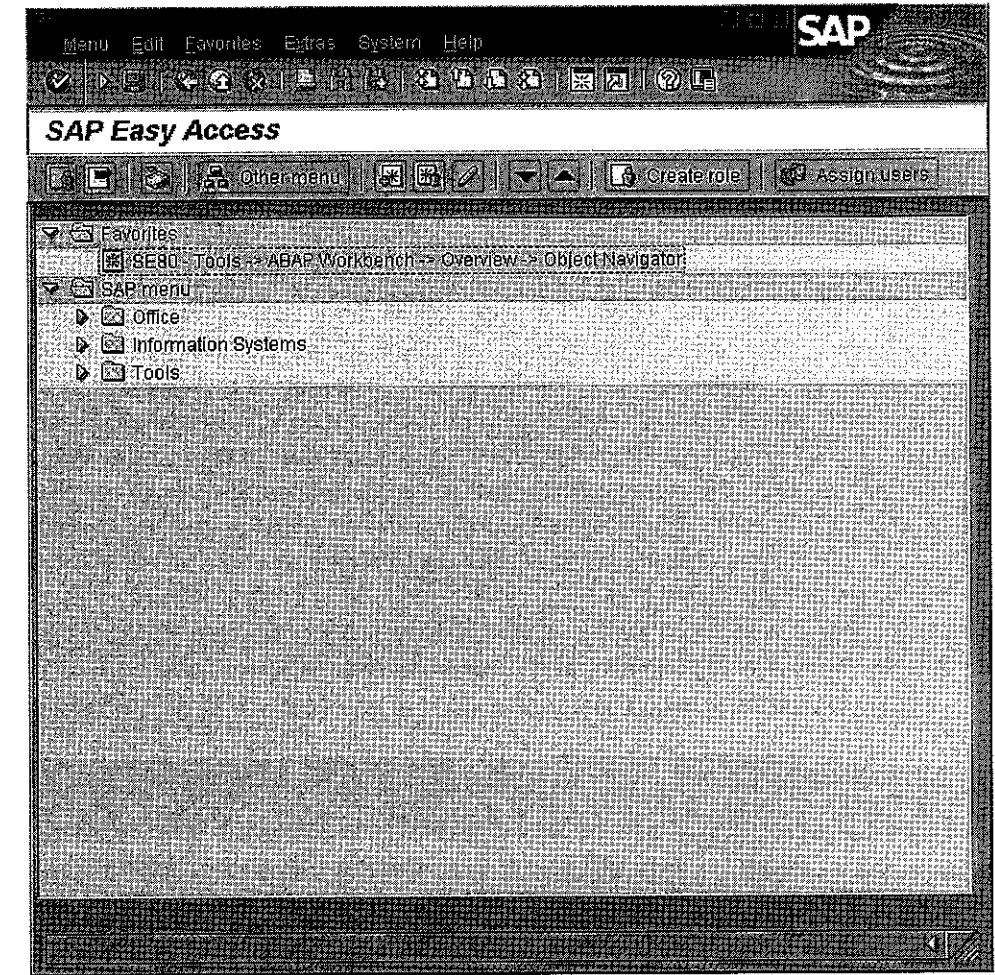 SAP
Menu Edit Favorites Extras System Help
SAP Easy Access
Other menu Create role Assign users
Favorites
SE80 - Tools -> ABAP Workbench -> Overview -> Object Navigator
SAP menu
Office
Information Systems
Tools